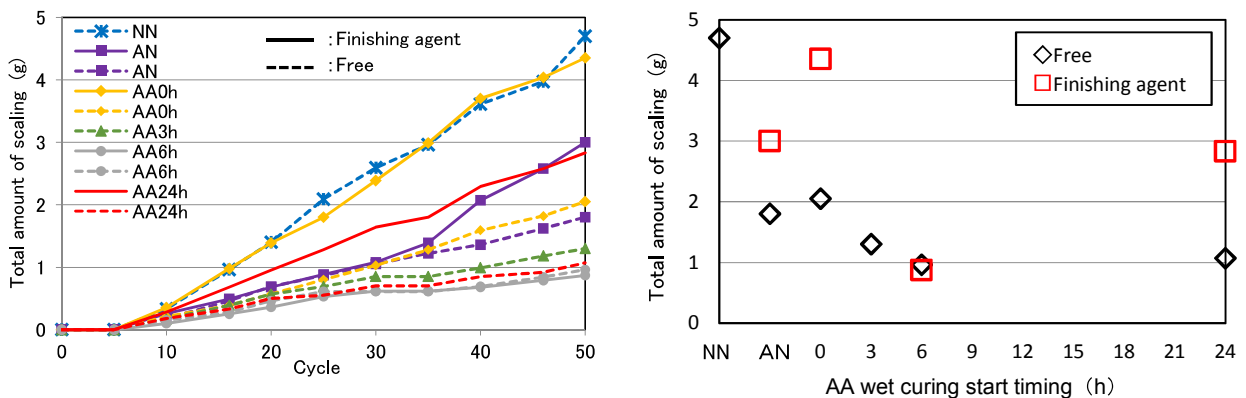 Total amount of scaling (g)
5
4
3
2
1
0
NN
AN
AN
AA0h
AA0h
AA3h
AA6h
AA6h
AA24h
AA24h
:Finishing agent
:Free
0 10 20 30 40 50
Cycle
Total amount of scaling (g)
5
4
3
2
1
0
Free
Finishing agent
NN AN 0 3 6 9 12 15 18 21 24
AA wet curing start timing (h)